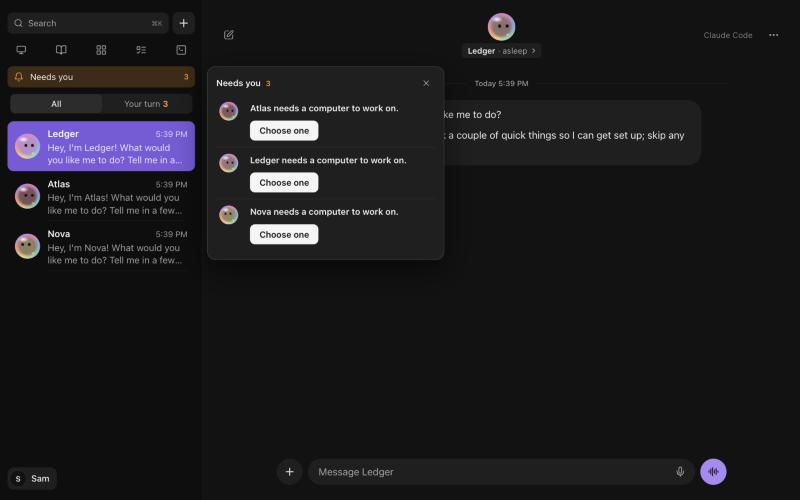 Search
⌘K
Needs you
3
All
Your turn 3
Ledger
5:39 PM
Hey, I'm Ledger! What would
you like me to do? Tell me in a...
Atlas
5:39 PM
Hey, I'm Atlas! What would you
like me to do? Tell me in a few...
Nova
5:39 PM
Hey, I'm Nova! What would you
like me to do? Tell me in a few...
S
Sam
Ledger · asleep
Claude Code
Today 5:39 PM
me to do?
a couple of quick things so I can get set up; skip any
Needs you 3
Atlas needs a computer to work on.
Choose one
Ledger needs a computer to work on.
Choose one
Nova needs a computer to work on.
Choose one
Message Ledger